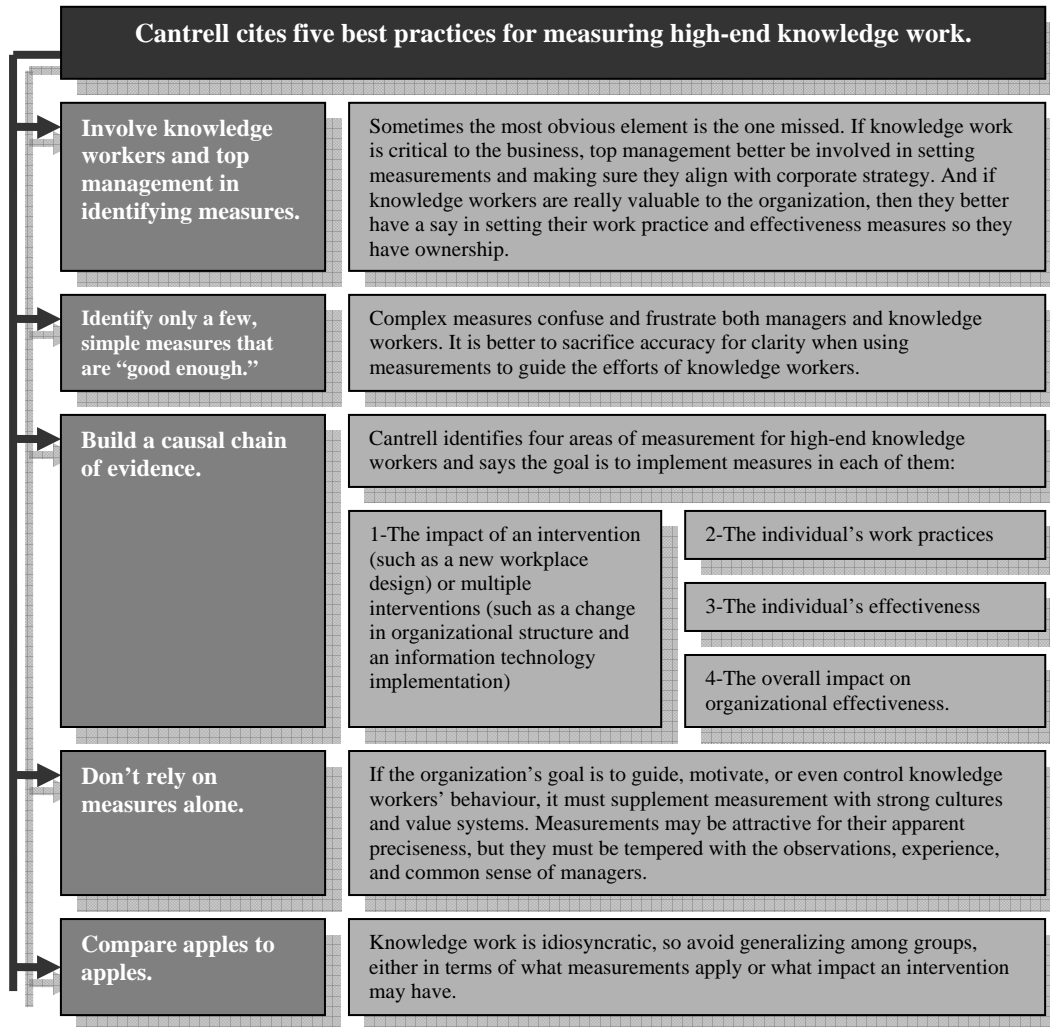 Cantrell cites five best practices for measuring high-end knowledge work.
Involve knowledge
workers and top
management in
identifying measures.
Sometimes the most obvious element is the one missed. If knowledge work
is critical to the business, top management better be involved in setting
measurements and making sure they align with corporate strategy. And if
knowledge workers are really valuable to the organization, then they better
have a say in setting their work practice and effectiveness measures so they
have ownership.
Identify only a few,
simple measures that
are “good enough.”
Complex measures confuse and frustrate both managers and knowledge
workers. It is better to sacrifice accuracy for clarity when using
measurements to guide the efforts of knowledge workers.
Build a causal chain
of evidence.
Cantrell identifies four areas of measurement for high-end knowledge
workers and says the goal is to implement measures in each of them:
1-The impact of an intervention
(such as a new workplace
design) or multiple
interventions (such as a change
in organizational structure and
an information technology
implementation)
2-The individual’s work practices
3-The individual’s effectiveness
4-The overall impact on
organizational effectiveness.
Don’t rely on
measures alone.
If the organization’s goal is to guide, motivate, or even control knowledge
workers’ behaviour, it must supplement measurement with strong cultures
and value systems. Measurements may be attractive for their apparent
preciseness, but they must be tempered with the observations, experience,
and common sense of managers.
Compare apples to
apples.
Knowledge work is idiosyncratic, so avoid generalizing among groups,
either in terms of what measurements apply or what impact an intervention
may have.